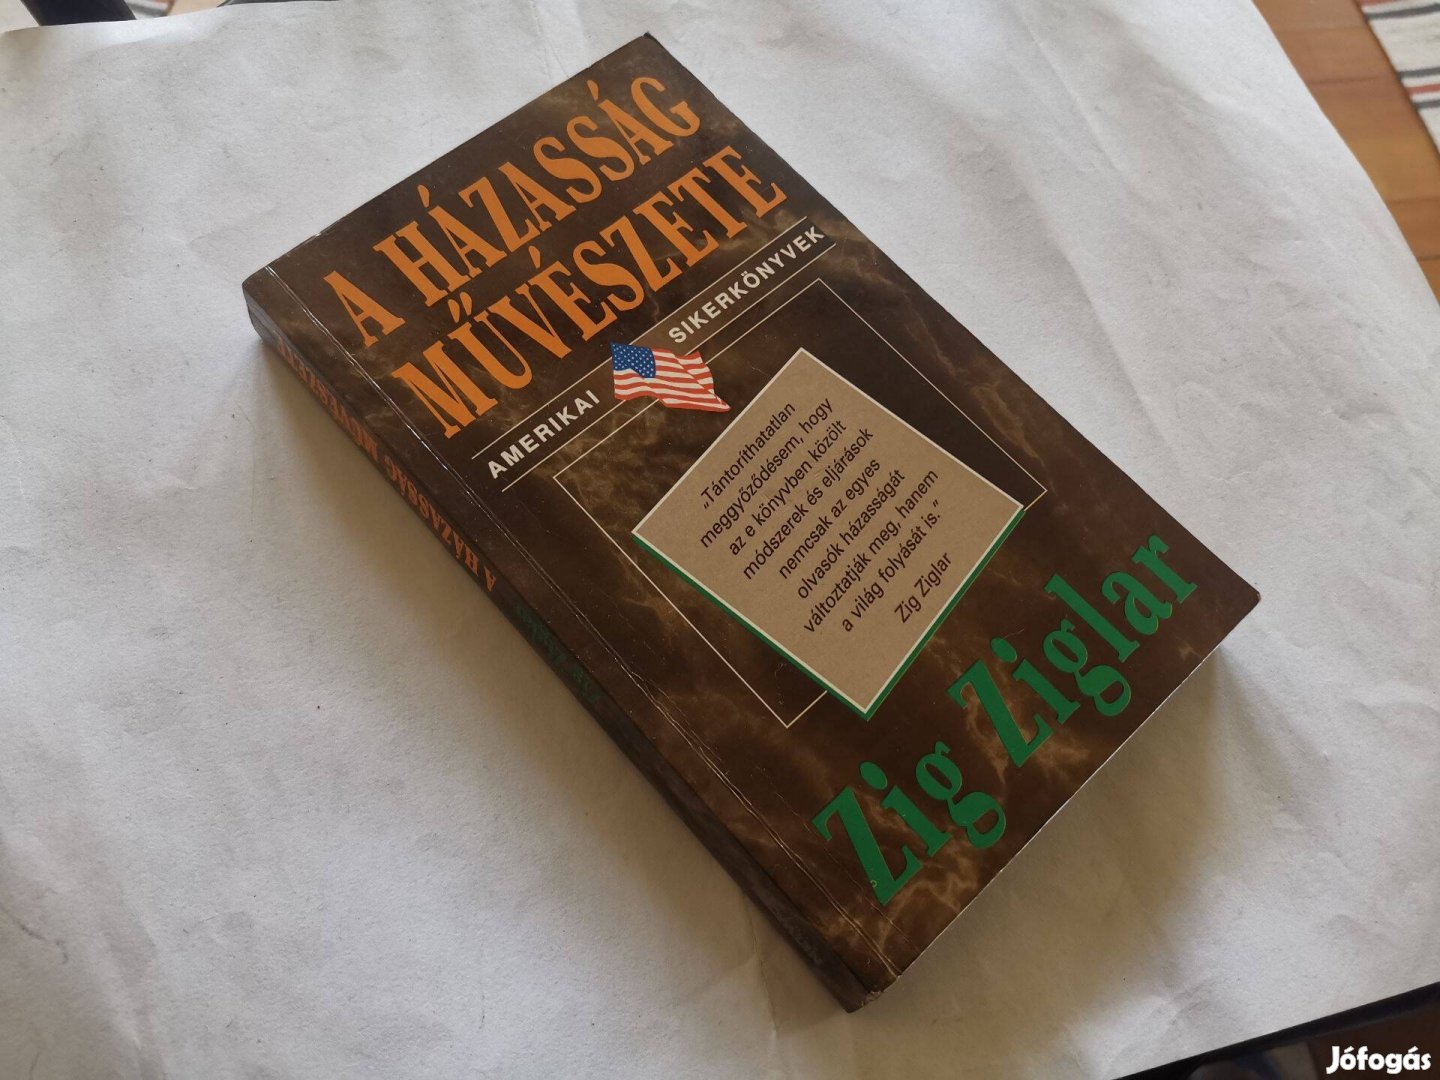 A HÁZASSÁG
MŰVÉSZETE
AMERIKAI SIKERKÖNYVEK
„Tántoríthatatlan
meggyőződésem, hogy
az e könyvben közölt
módszerek és eljárások
nemcsak az egyes
olvasók házasságát
változtatják meg, hanem
a világ folyását is."
Zig Ziglar
Zig Ziglar
A HÁZASSÁG MŰVÉSZETE
Zig Ziglar
Jófogás